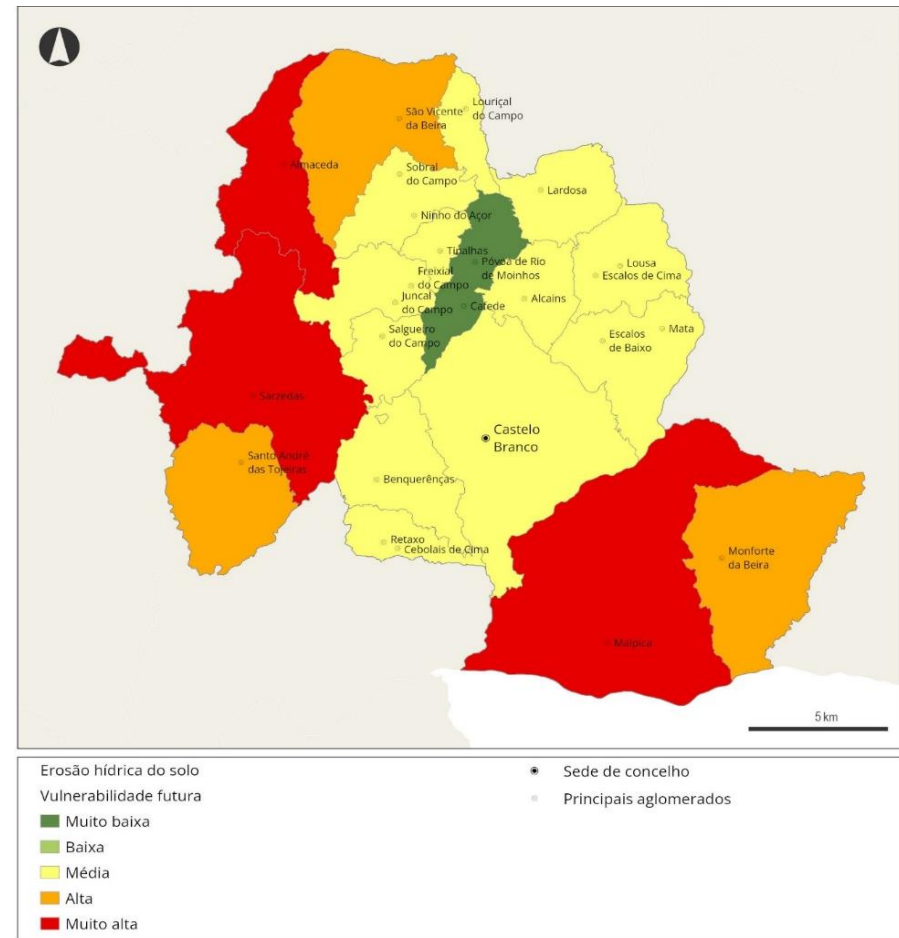 Louriçal
do Campo
São Vicente
da Beira
Almaceda
Sobral
do Campo
Lardosa
Ninho do Açor
Tinalhas
Póvoa de Rio
de Moinhos
Lousa
Escalos de Cima
Freixial
do Campo
Juncal
do Campo
Cafede
Alcains
Salgueiro
do Campo
Mata
Escalos
de Baixo
Sarzedas
Castelo
Branco
Santo André
das Tojeiras
Benquerênças
Retaxo
Cebolais de Cima
Monforte
da Beira
Malpica
5 km
Erosão hídrica do solo
Vulnerabilidade futura
Muito baixa
Baixa
Média
Alta
Muito alta
Sede de concelho
Principais aglomerados